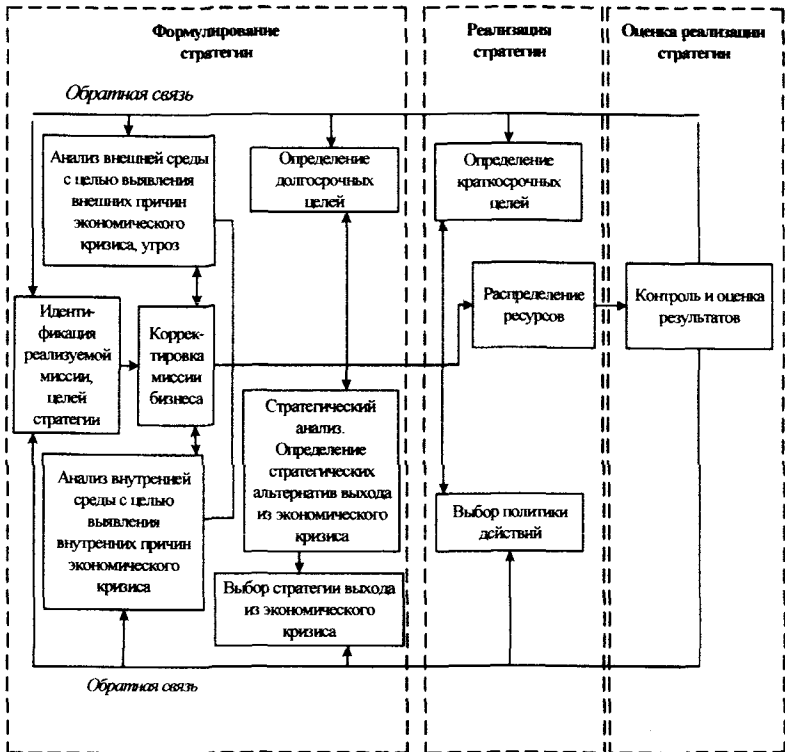 Формулирование
стратегии
Реализация
стратегии
Оценка реализации
стратегии
Обратная связь
Анализ внешней среды
с целью выявления
внешних причин
экономического
кризиса, угроз
Определение
долгосрочных
целей
Определение
краткосрочных
целей
Иденти-
фикация
реализуемой
миссии,
целей
стратегии
Коррек-
тировка
миссии
бизнеса
Распределение
ресурсов
Контроль и оценка
результатов
Стратегический
анализ.
Определение
стратегических
альтернатив выхода
из экономического
кризиса
Анализ внутренней
среды с целью
выявления
внутренних причин
экономического
кризиса
Выбор политики
действий
Выбор стратегии выхода
из экономического
кризиса
Обратная связь